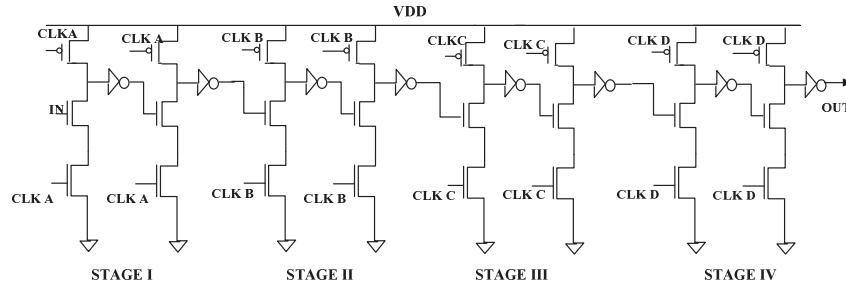 VDD
CLKA
CLK A
CLK B
CLK B
CLKC
CLK C
CLK D
CLK D
IN
OUT
CLK A
CLK A
CLK B
CLK B
CLK C
CLK C
CLK D
CLK D
STAGE I
STAGE II
STAGE III
STAGE IV